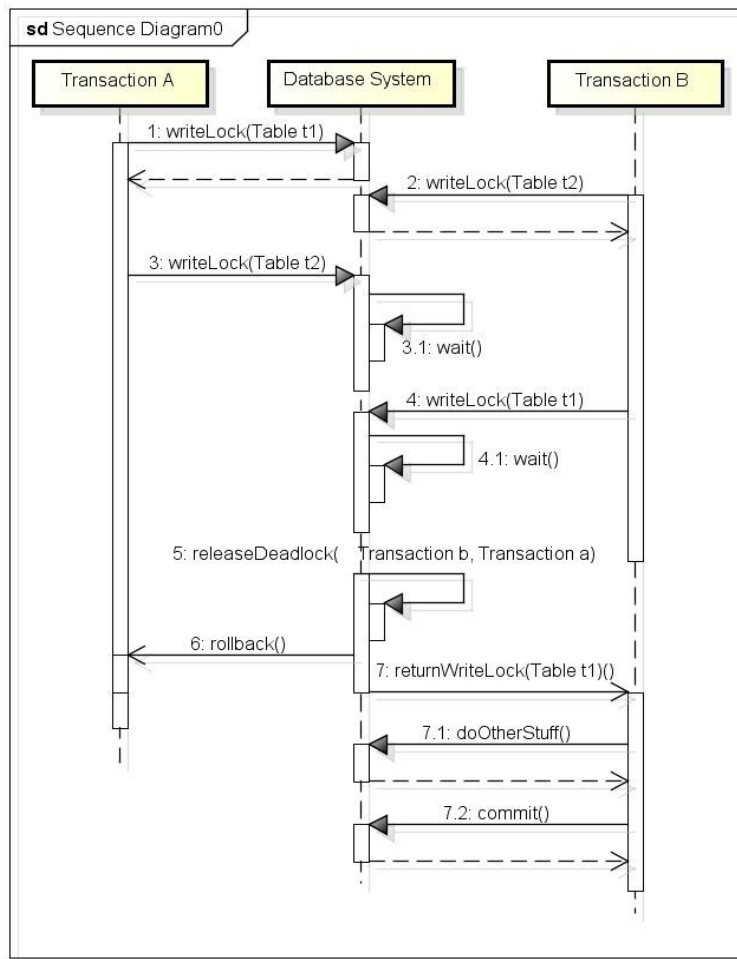 sd Sequence Diagram0
Transaction A
Database System
Transaction B
1: writeLock(Table t1)
2: writeLock(Table t2)
3: writeLock(Table t2)
3.1: wait()
4: writeLock(Table t1)
4.1: wait()
5: releaseDeadlock( Transaction b, Transaction a)
6: rollback()
7: returnWriteLock(Table t1)()
7.1: doOtherStuff()
7.2: commit()